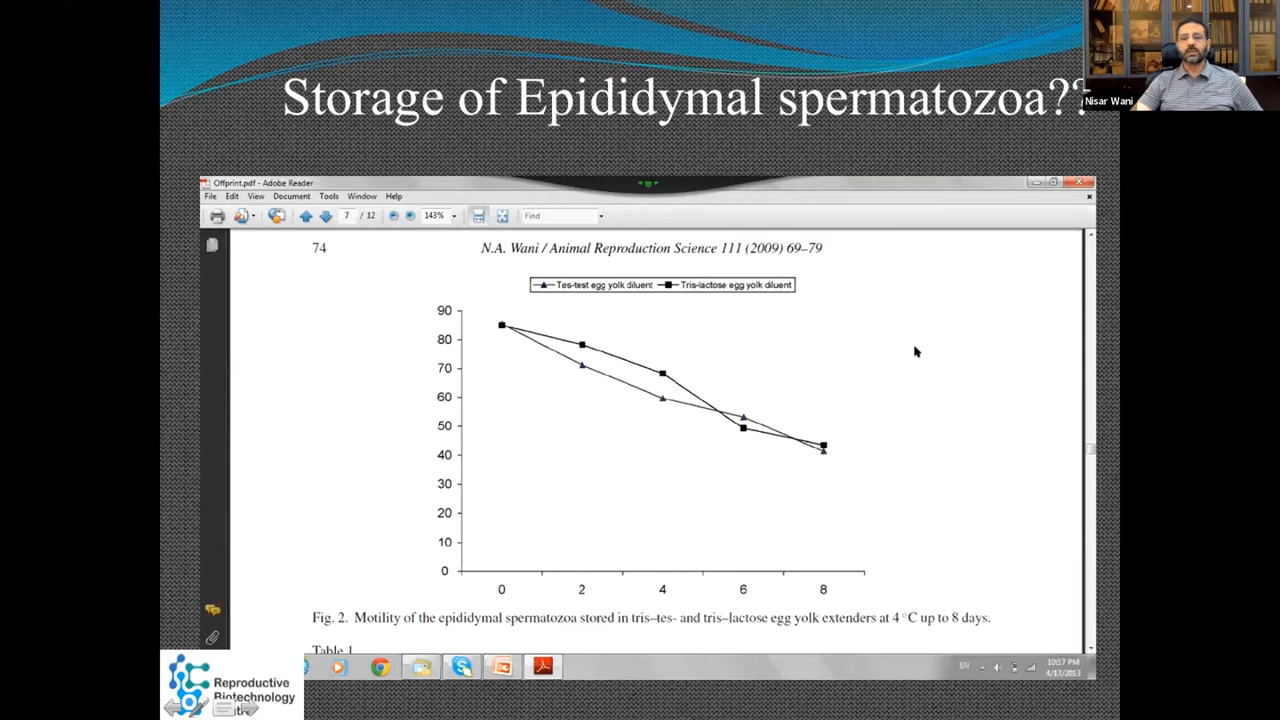 Storage of Epididymal spermatozoa??
Nisar Wani
Offprint.pdf - Adobe Reader
File Edit View Document Tools Window Help
7 / 12 143% Find
74 N.A. Wani / Animal Reproduction Science 111 (2009) 69–79
Tes-test egg yolk diluent Tris-lactose egg yolk diluent
90
80
70
60
50
40
30
20
10
0
0 2 4 6 8
Fig. 2. Motility of the epididymal spermatozoa stored in tris–tes- and tris–lactose egg yolk extenders at 4 °C up to 8 days.
Table 1
EN 10:17 PM
4/13/2013
Reproductive
Biotechnology